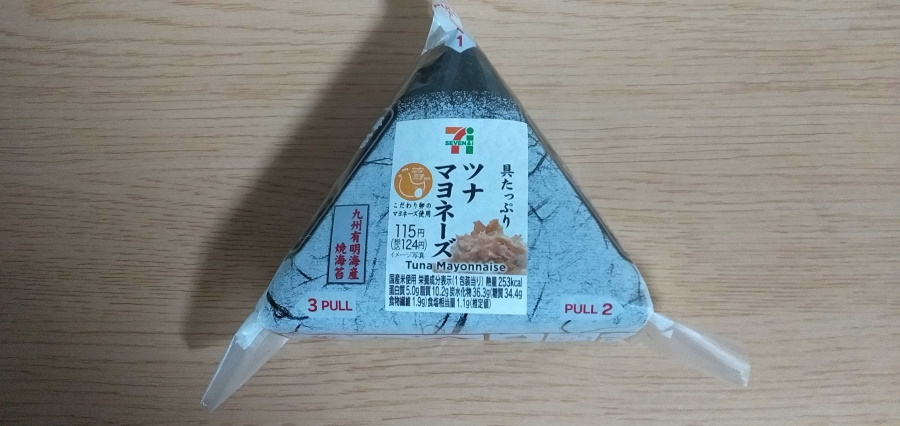 1
SEVEN&i
具たっぷり
ツナ
マヨネーズ
こだわり卵の
マヨネーズ使用
115円
(税込124円)
イメージ写真
Tuna Mayonnaise
九州有明海産
焼海苔
国産米使用 栄養成分表示(1包装当り) 熱量 253kcal
蛋白質 5.0g 脂質 10.2g 炭水化物 36.3g(糖質 34.4g
食物繊維 1.9g) 食塩相当量 1.1g(推定値)
3 PULL
PULL 2